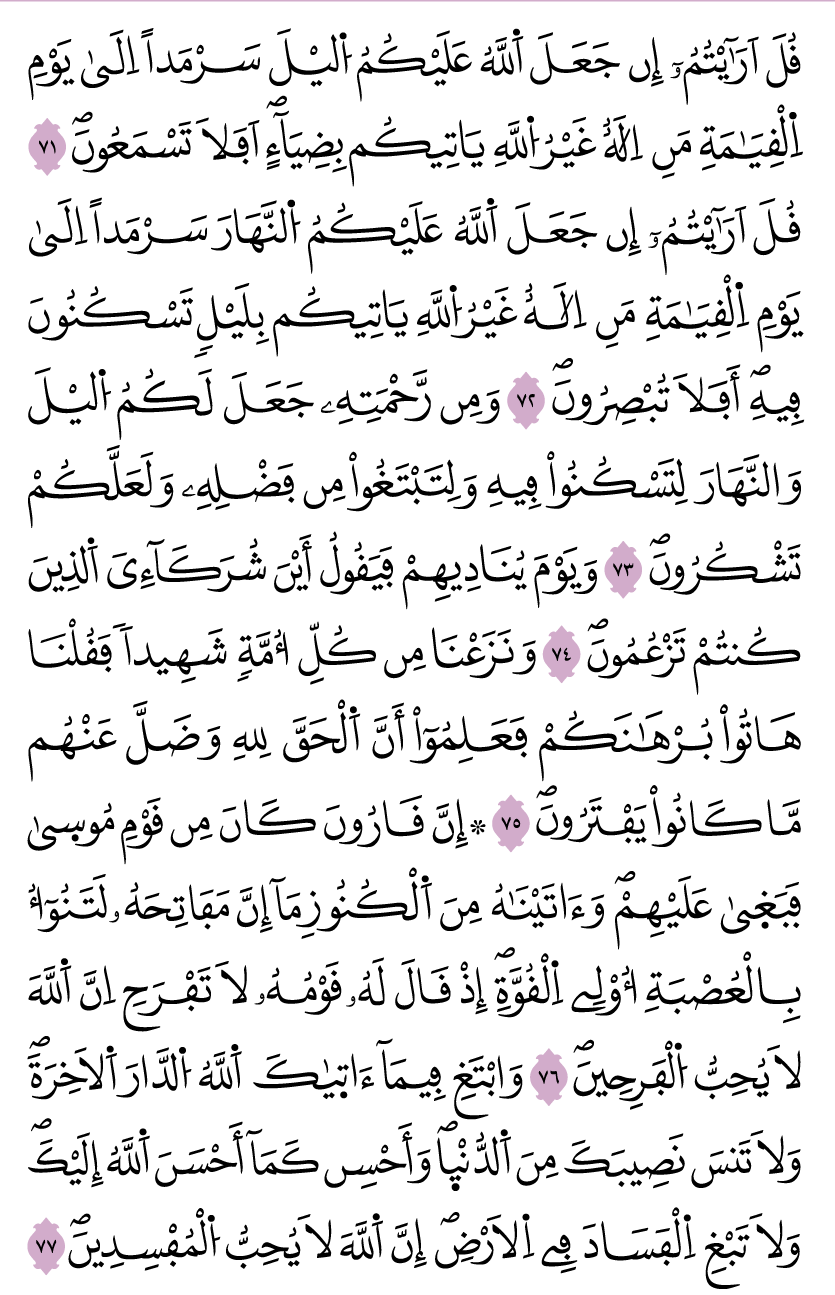 قُلَ اَرَٰٓيْتُمُۥٓ إِن جَعَلَ اَ۬للَّهُ عَلَيْكُمُ اُ۬ليْلَ سَرْمَداً اِلَىٰ يَوْمِ
اِ۬لْقِيَٰمَةِ مَنِ اِلَٰهٌ غَيْرُ اُ۬للَّهِ يَاتِيكُم بِضِيَآءٍۖ اَفَلَا تَسْمَعُونَۖ ٧١
قُلَ اَرَٰٓيْتُمُۥٓ إِن جَعَلَ اَ۬للَّهُ عَلَيْكُمُ اُ۬لنَّهَارَ سَرْمَداً اِلَىٰ
يَوْمِ اِ۬لْقِيَٰمَةِ مَنِ اِلَٰهٌ غَيْرُ اُ۬للَّهِ يَاتِيكُم بِلَيْلٖ تَسْكُنُونَ
فِيهِۖ أَفَلَا تُبْصِرُونَۖ ٧٢ وَمِن رَّحْمَتِهِۦ جَعَلَ لَكُمُ اُ۬ليْلَ
وَالنَّهَارَ لِتَسْكُنُواْ فِيهِ وَلِتَبْتَغُواْ مِن فَضْلِهِۦ وَلَعَلَّكُمْ
تَشْكُرُونَۖ ٧٣ وَيَوْمَ يُنَادِيهِمْ فَيَقُولُ أَيْنَ شُرَكَآءِىَ اَ۬لذِينَ
كُنتُمْ تَزْعُمُونَۖ ٧٤ وَنَزَعْنَا مِن كُلِّ أُمَّةٖ شَهِيداٗ فَقُلْنَا
هَاتُواْ بُرْهَٰنَكُمْ فَعَلِمُوٓاْ أَنَّ اَ۬لْحَقَّ لِلهِ وَضَلَّ عَنْهُم
مَّا كَانُواْ يَفْتَرُونَۖ ٧٥ ۞ إِنَّ قَٰرُونَ كَانَ مِن قَوْمِ مُوس۪ىٰ
فَبَغ۪ىٰ عَلَيْهِمْۖ وَءَاتَيْنَٰهُ مِنَ اَ۬لْكُنُوزِ مَآ إِنَّ مَفَاتِحَهُۥ لَتَنُوٓأُ
بِالْعُصْبَةِ أُوْلِے اِ۬لْقُوَّةِۖ إِذْ قَالَ لَهُۥ قَوْمُهُۥ لَا تَفْرَحِ اِنَّ اَ۬للَّهَ
لَا يُحِبُّ اُ۬لْفَرِحِينَۖ ٧٦ وَابْتَغِ فِيمَآ ءَات۪يٰكَ اَ۬للَّهُ اُ۬لدَّارَ اَ۬لَاخِرَةَۖ
وَلَا تَنسَ نَصِيبَكَ مِنَ اَ۬لدُّنْي۪اۖ وَأَحْسِن كَمَآ أَحْسَنَ اَ۬للَّهُ إِلَيْكَۖ
وَلَا تَبْغِ اِ۬لْفَسَادَ فِے اِ۬لَارْضِۖ إِنَّ اَ۬للَّهَ لَا يُحِبُّ اُ۬لْمُفْسِدِينَۖ ٧٧